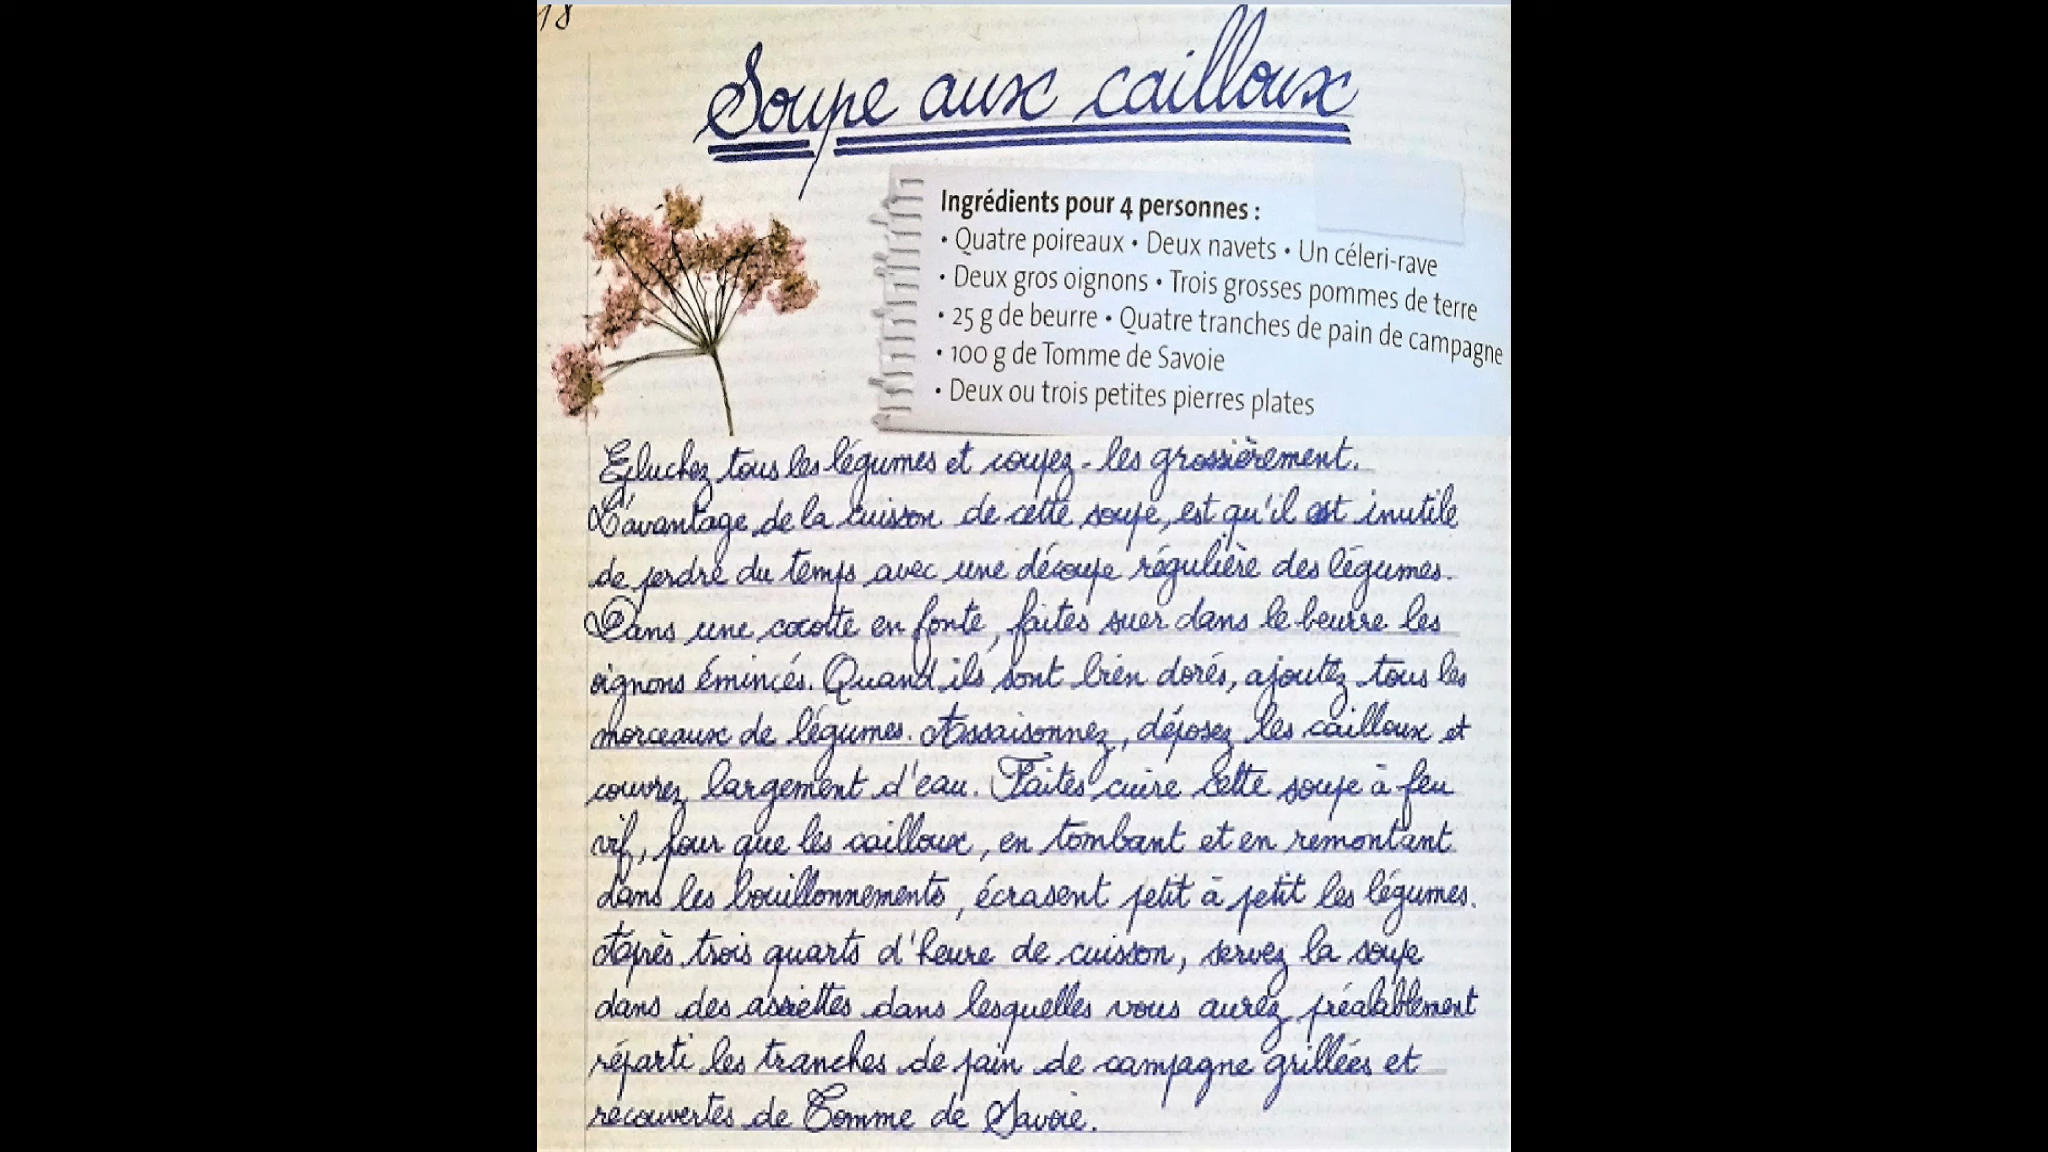 18
Soupe aux cailloux
Ingrédients pour 4 personnes :
• Quatre poireaux • Deux navets • Un céleri-rave
• Deux gros oignons • Trois grosses pommes de terre
• 25 g de beurre • Quatre tranches de pain de campagne
• 100 g de Tomme de Savoie
• Deux ou trois petites pierres plates
Epluchez tous les légumes et coupez-les grossièrement.
L'avantage de la cuisson de cette soupe, est qu'il est inutile
de perdre du temps avec une découpe régulière des légumes.
Dans une cocotte en fonte, faites suer dans le beurre les
oignons émincés. Quand ils sont bien dorés, ajoutez tous les
morceaux de légumes. Assaisonnez, déposez les cailloux et
couvrez largement d'eau. Faites cuire cette soupe à feu
vif, pour que les cailloux, en tombant et en remontant
dans les bouillonnements, écrasent petit à petit les légumes.
Après trois quarts d'heure de cuisson, servez la soupe
dans des assiettes dans lesquelles vous aurez préalablement
réparti les tranches de pain de campagne grillées et
recouvertes de Tomme de Savoie.